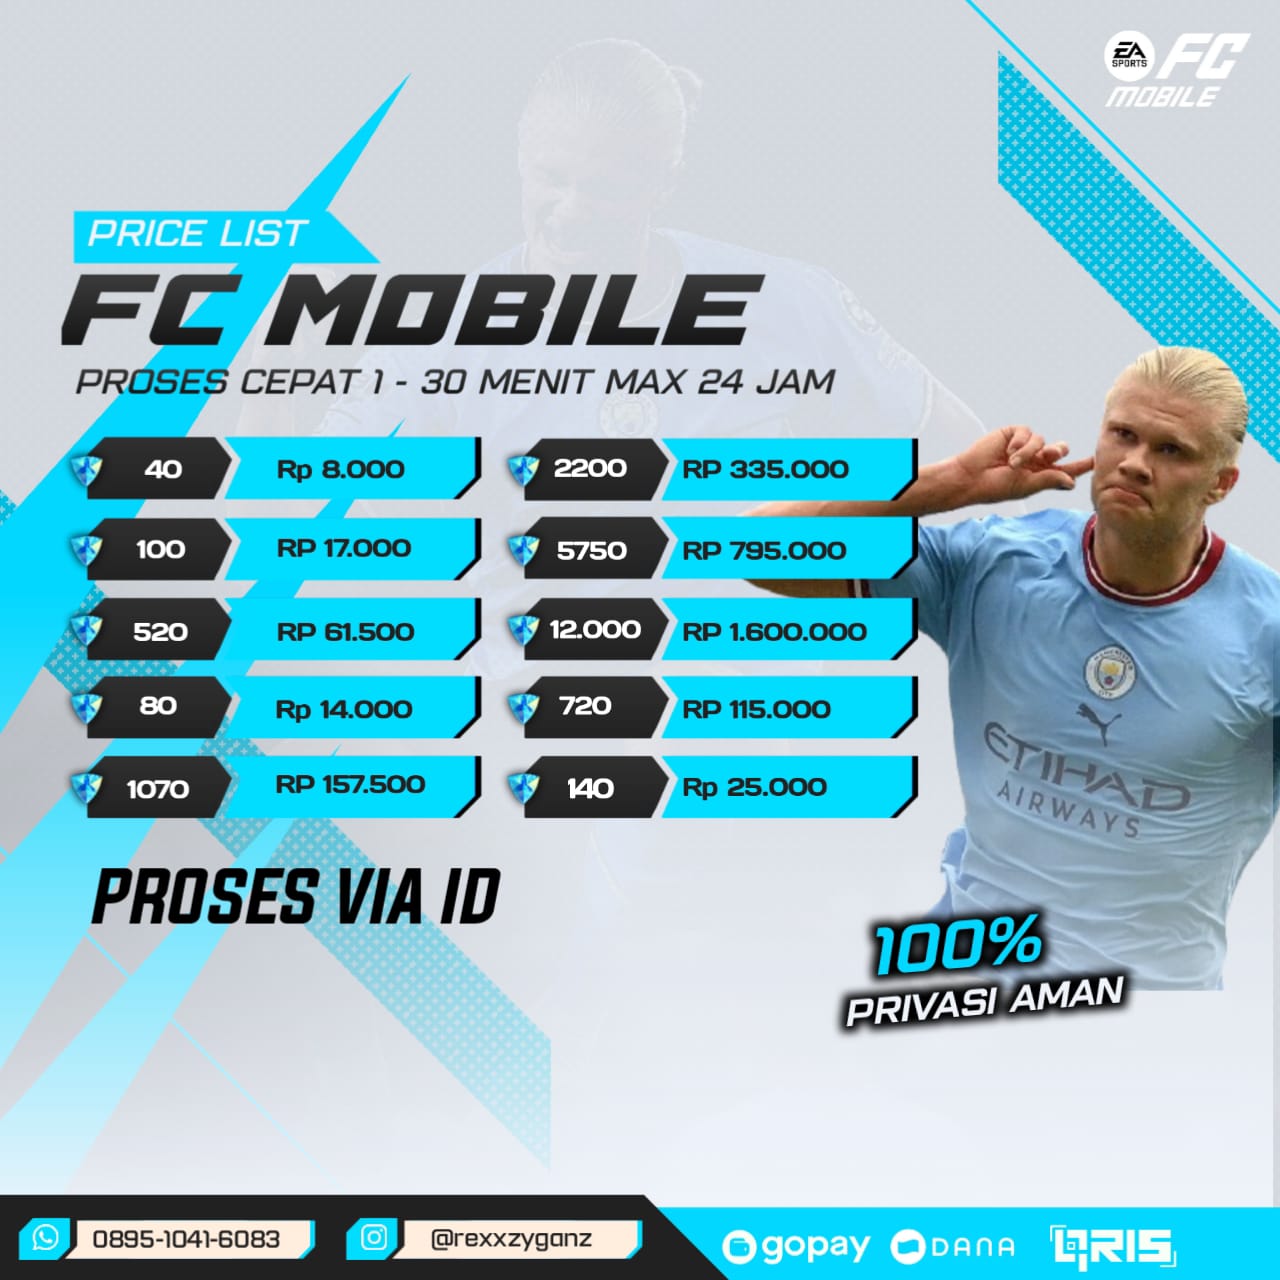 EA
SPORTS
FC
MOBILE
PRICE LIST
FC MOBILE
PROSES CEPAT 1 - 30 MENIT MAX 24 JAM
40 Rp 8.000
100 RP 17.000
520 RP 61.500
80 Rp 14.000
1070 RP 157.500
2200 RP 335.000
5750 RP 795.000
12.000 RP 1.600.000
720 RP 115.000
140 Rp 25.000
MANCHESTER
CITY
ETIHAD
AIRWAYS
PROSES VIA ID
100%
PRIVASI AMAN
0895-1041-6083
@rexxzyganz
gopay
DANA
QRIS